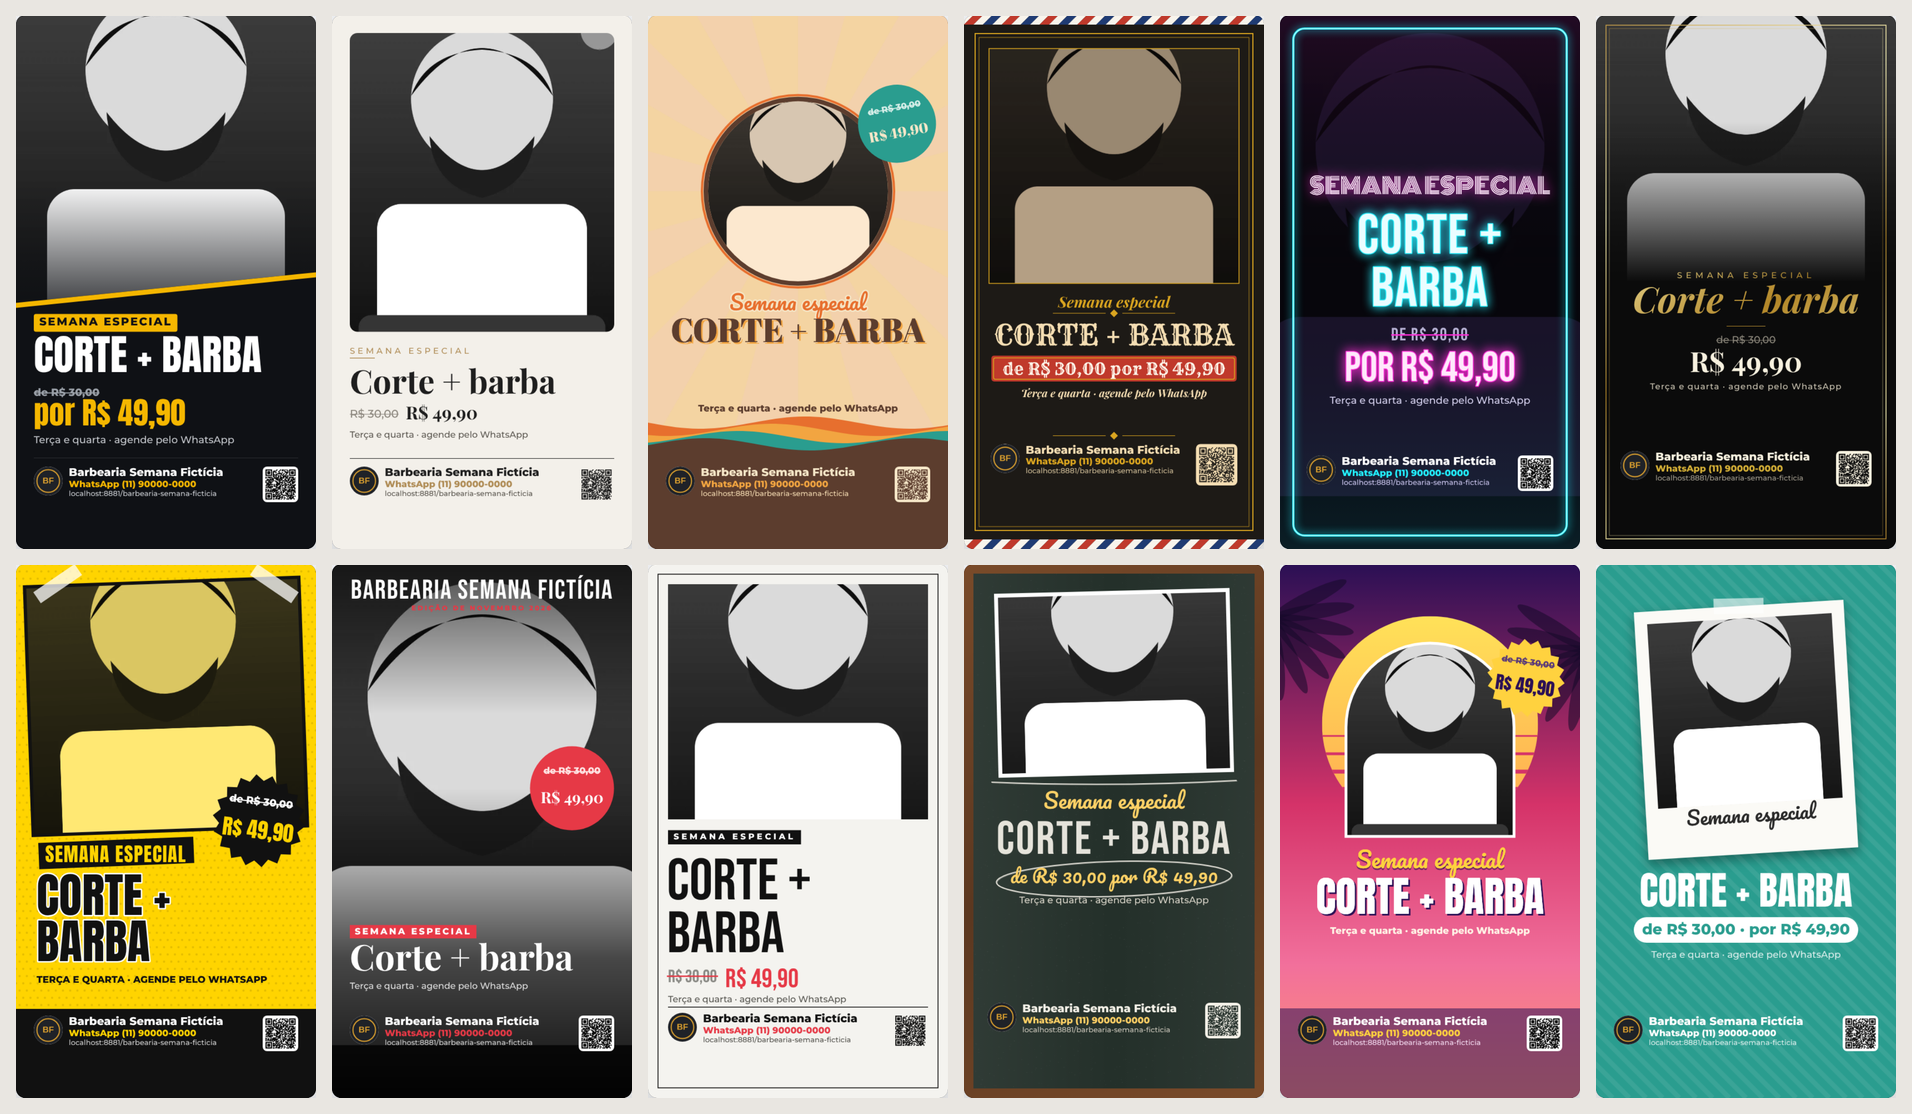 SEMANA ESPECIAL
CORTE + BARBA
de R$ 30,00
por R$ 49,90
Terça e quarta · agende pelo WhatsApp
BF
Barbearia Semana Fictícia
WhatsApp (11) 90000-0000
localhost:8881/barbearia-semana-ficticia
SEMANA ESPECIAL
Corte + barba
R$ 30,00 R$ 49,90
Terça e quarta · agende pelo WhatsApp
BF
Barbearia Semana Fictícia
WhatsApp (11) 90000-0000
localhost:8881/barbearia-semana-ficticia
de R$ 30,00
R$ 49,90
Semana especial
CORTE + BARBA
Terça e quarta · agende pelo WhatsApp
BF
Barbearia Semana Fictícia
WhatsApp (11) 90000-0000
localhost:8881/barbearia-semana-ficticia
Semana especial
CORTE + BARBA
de R$ 30,00 por R$ 49,90
Terça e quarta · agende pelo WhatsApp
BF
Barbearia Semana Fictícia
WhatsApp (11) 90000-0000
localhost:8881/barbearia-semana-ficticia
SEMANA ESPECIAL
CORTE +
BARBA
DE R$ 30,00
POR R$ 49,90
Terça e quarta · agende pelo WhatsApp
BF
Barbearia Semana Fictícia
WhatsApp (11) 90000-0000
localhost:8881/barbearia-semana-ficticia
SEMANA ESPECIAL
Corte + barba
de R$ 30,00
R$ 49,90
Terça e quarta · agende pelo WhatsApp
BF
Barbearia Semana Fictícia
WhatsApp (11) 90000-0000
localhost:8881/barbearia-semana-ficticia
de R$ 30,00
R$ 49,90
SEMANA ESPECIAL
CORTE +
BARBA
TERÇA E QUARTA · AGENDE PELO WHATSAPP
BF
Barbearia Semana Fictícia
WhatsApp (11) 90000-0000
localhost:8881/barbearia-semana-ficticia
BARBEARIA SEMANA FICTÍCIA
de R$ 30,00
R$ 49,90
SEMANA ESPECIAL
Corte + barba
Terça e quarta · agende pelo WhatsApp
BF
Barbearia Semana Fictícia
WhatsApp (11) 90000-0000
localhost:8881/barbearia-semana-ficticia
SEMANA ESPECIAL
CORTE +
BARBA
R$ 30,00 R$ 49,90
Terça e quarta · agende pelo WhatsApp
BF
Barbearia Semana Fictícia
WhatsApp (11) 90000-0000
localhost:8881/barbearia-semana-ficticia
Semana especial
CORTE + BARBA
de R$ 30,00 por R$ 49,90
Terça e quarta · agende pelo WhatsApp
BF
Barbearia Semana Fictícia
WhatsApp (11) 90000-0000
localhost:8881/barbearia-semana-ficticia
de R$ 30,00
R$ 49,90
Semana especial
CORTE + BARBA
Terça e quarta · agende pelo WhatsApp
BF
Barbearia Semana Fictícia
WhatsApp (11) 90000-0000
localhost:8881/barbearia-semana-ficticia
Semana especial
CORTE + BARBA
de R$ 30,00 · por R$ 49,90
Terça e quarta · agende pelo WhatsApp
BF
Barbearia Semana Fictícia
WhatsApp (11) 90000-0000
localhost:8881/barbearia-semana-ficticia